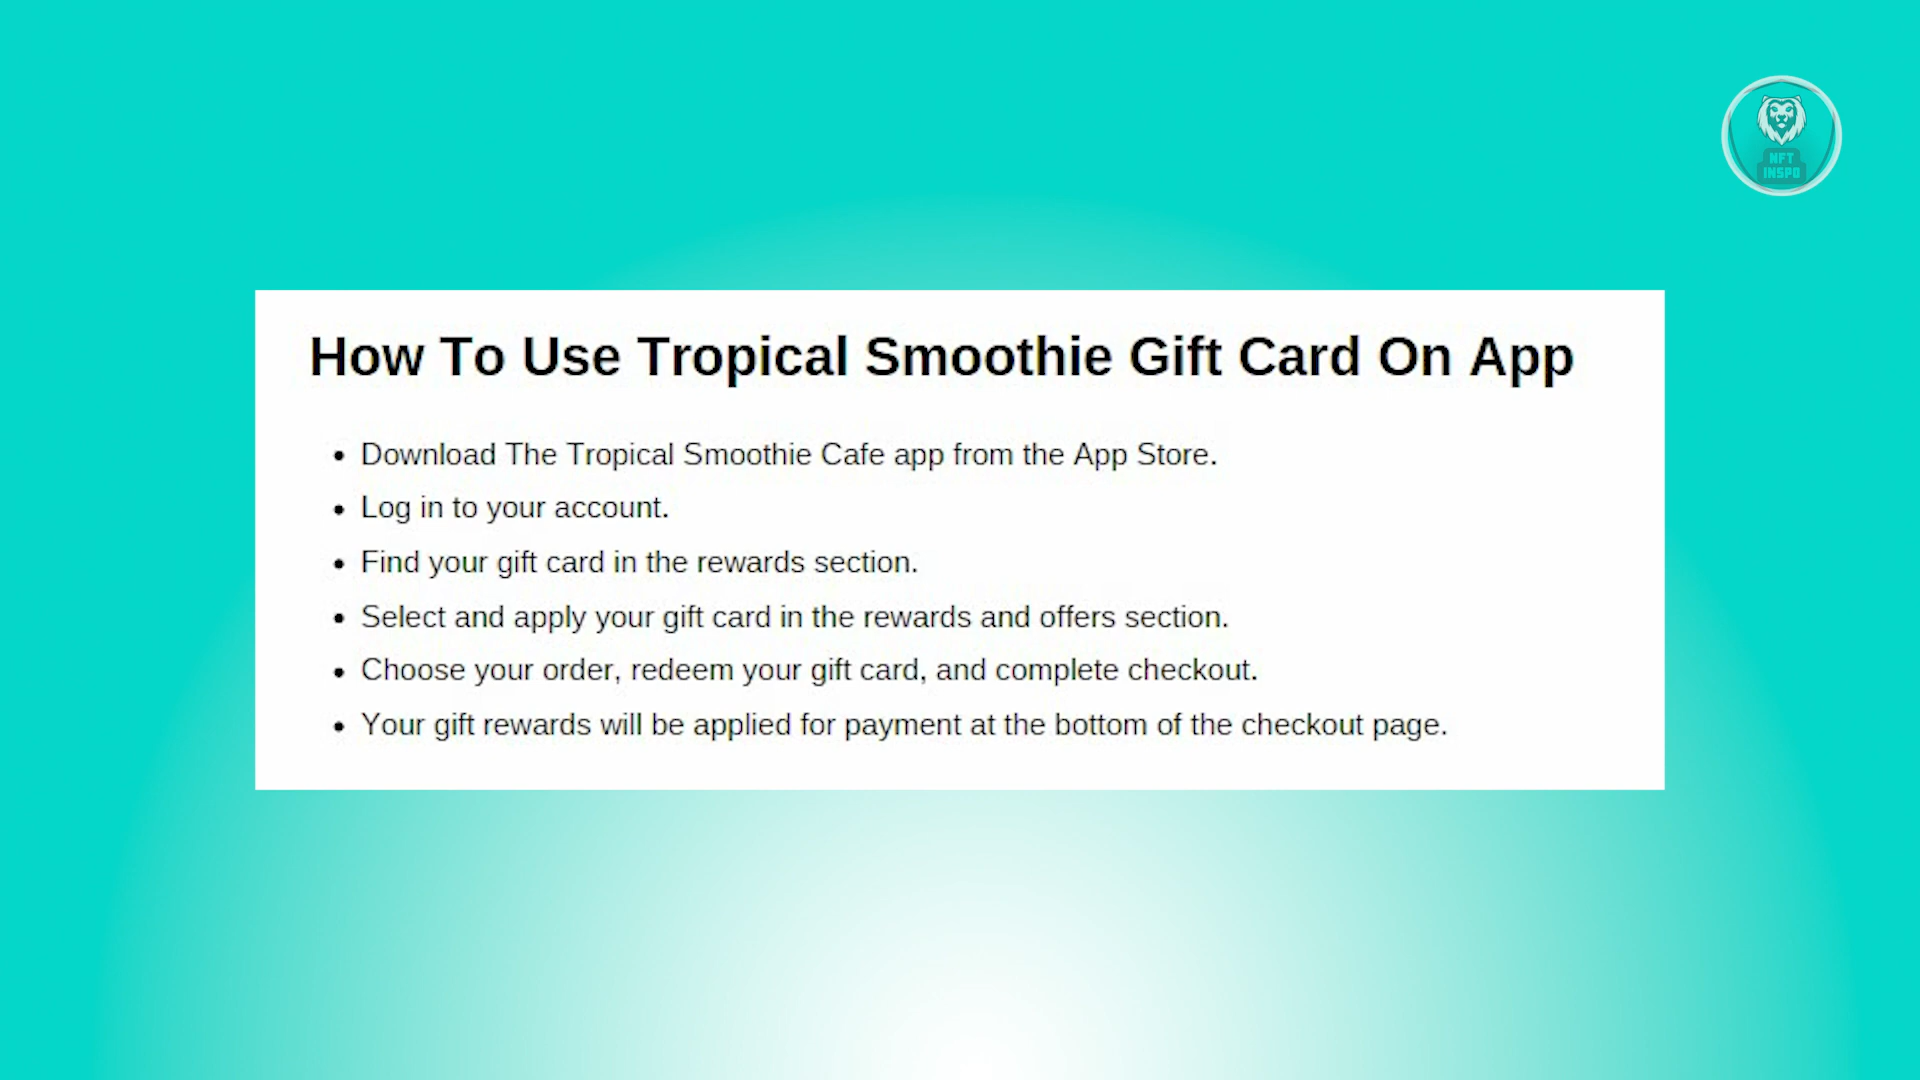 NFT
INSPO
How To Use Tropical Smoothie Gift Card On App
• Download The Tropical Smoothie Cafe app from the App Store.
• Log in to your account.
• Find your gift card in the rewards section.
• Select and apply your gift card in the rewards and offers section.
• Choose your order, redeem your gift card, and complete checkout.
• Your gift rewards will be applied for payment at the bottom of the checkout page.